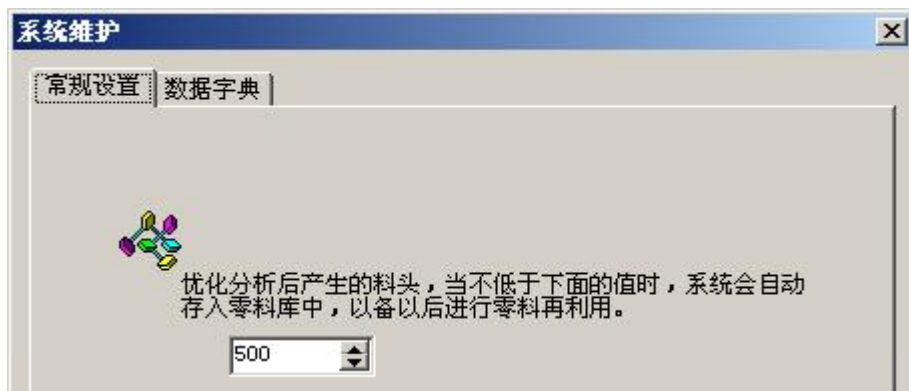 系统维护
常规设置 数据字典
优化分析后产生的料头，当不低于下面的值时，系统会自动
存入零料库中，以备以后进行零料再利用。
500